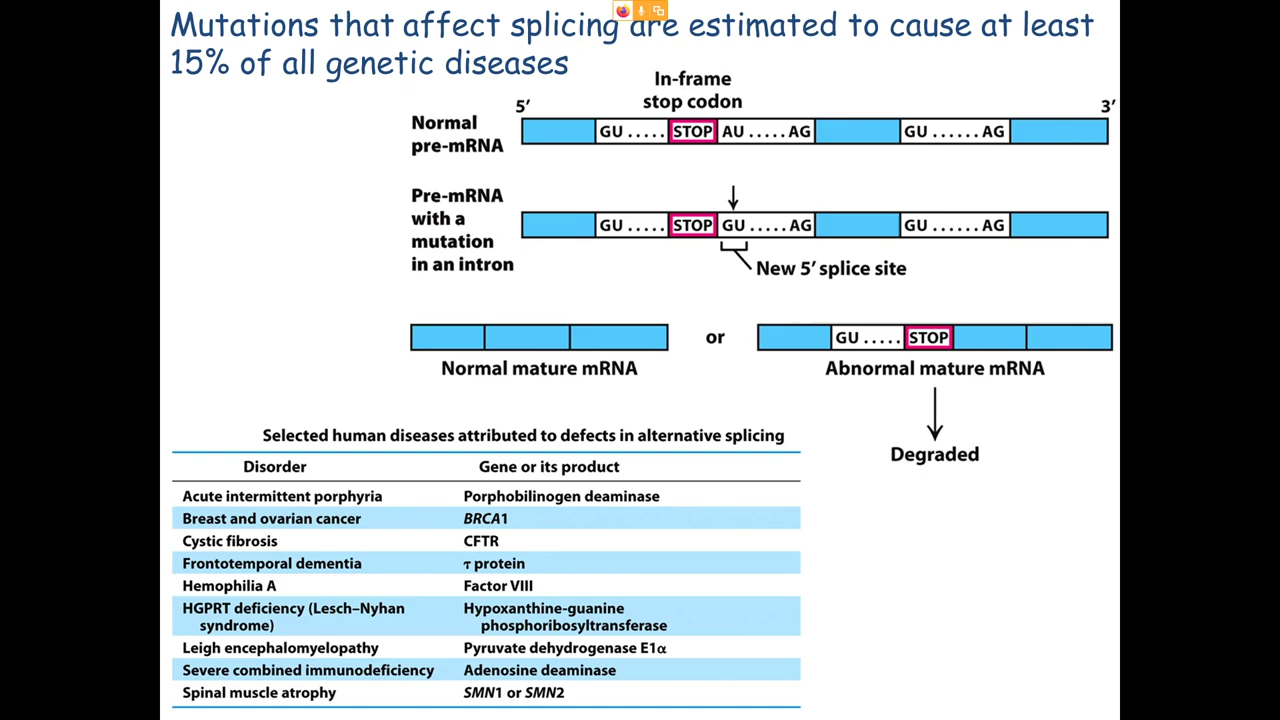 Mutations that affect splicing are estimated to cause at least
15% of all genetic diseases
In-frame
stop codon
5′
3′
Normal
pre-mRNA
GU ..... STOP AU ..... AG
GU ...... AG
Pre-mRNA
with a
mutation
in an intron
GU ..... STOP GU ..... AG
GU ...... AG
New 5′ splice site
or
GU ..... STOP
Normal mature mRNA
Abnormal mature mRNA
Degraded
Selected human diseases attributed to defects in alternative splicing
Disorder Gene or its product
Acute intermittent porphyria Porphobilinogen deaminase
Breast and ovarian cancer BRCA1
Cystic fibrosis CFTR
Frontotemporal dementia τ protein
Hemophilia A Factor VIII
HGPRT deficiency (Lesch–Nyhan Hypoxanthine-guanine
syndrome) phosphoribosyltransferase
Leigh encephalomyelopathy Pyruvate dehydrogenase E1α
Severe combined immunodeficiency Adenosine deaminase
Spinal muscle atrophy SMN1 or SMN2